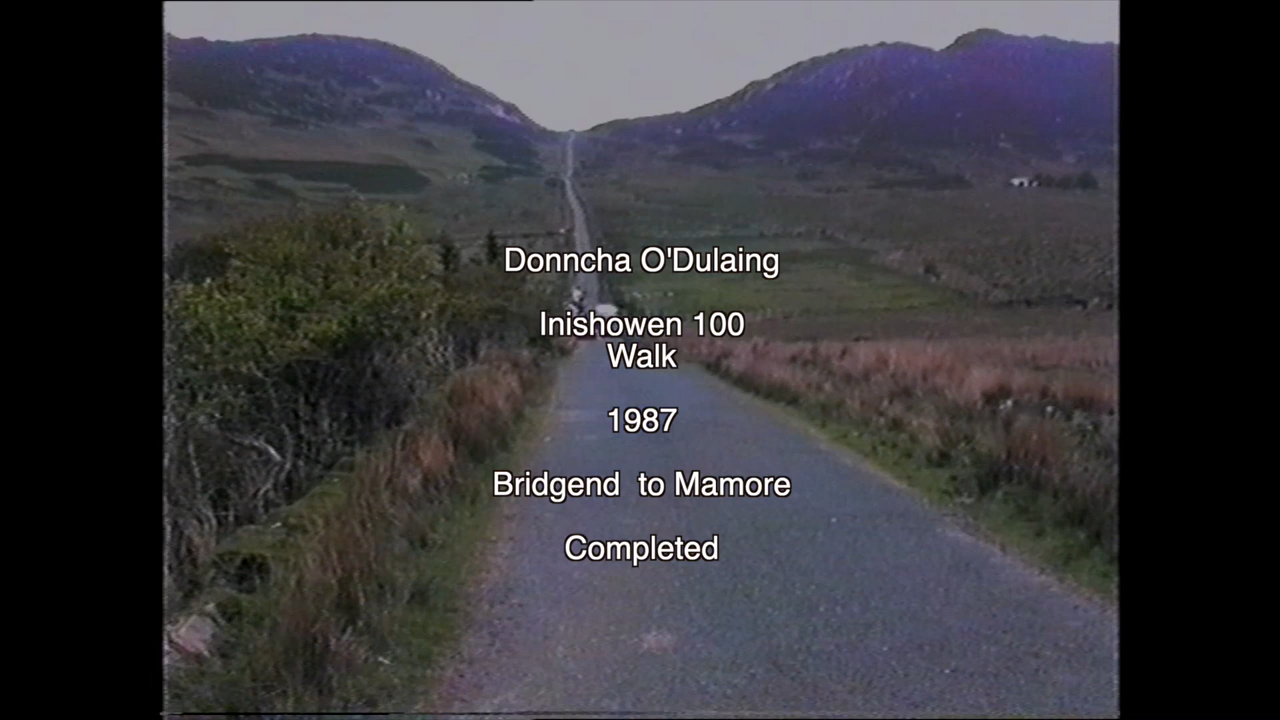 Donncha O'Dulaing
Inishowen 100
Walk
1987
Bridgend  to Mamore
Completed